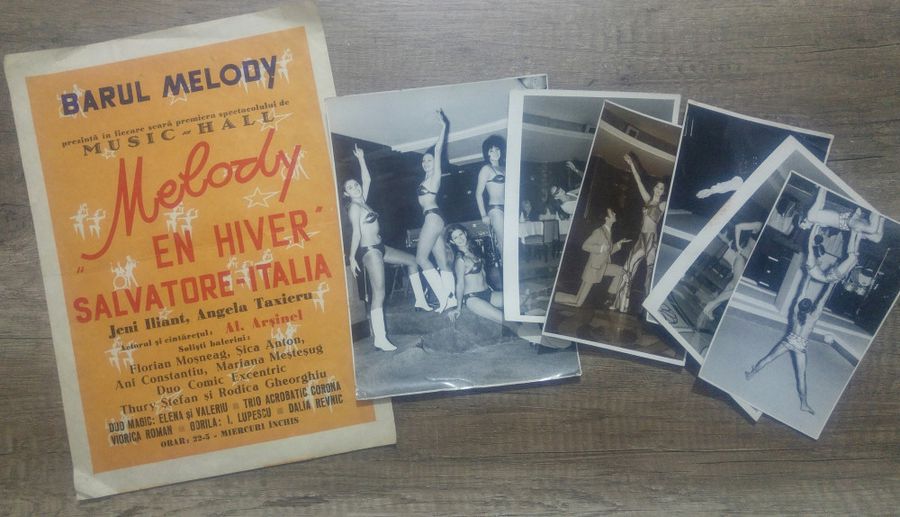 BARUL MELODY
prezintă în fiecare seară premiera spectacolului de
MUSIC-HALL
Melody
„EN HIVER"
SALVATORE-ITALIA
Jeni Iliant, Angela Taxieru
Actorul și cîntărețul: Al. Arșinel
Soliști balerini:
Florian Mosneag, Sica Anton,
Ani Constantiu, Mariana Mesteșug
Duo Comic Excentric
Thury Ștefan și Rodica Gheorghiu
DUO MAGIC: ELENA și VALERIU ■ TRIO ACROBATIC CORONA
VIORICA ROMAN ■ GORILA: I. LUPESCU ■ DALIA REVNIC
ORAR: 22-5 - MIERCURI ÎNCHIS